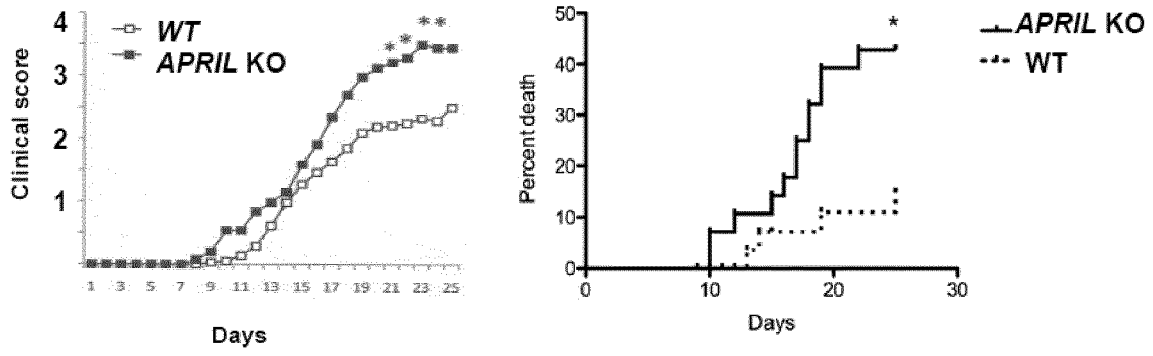 4
3
2
1
Clinical score
WT
APRIL KO
* * * *
1 3 5 7 9 11 13 15 17 19 21 23 25
Days
50
40
30
20
10
0
Percent death
*
0 10 20 30
Days
APRIL KO
WT